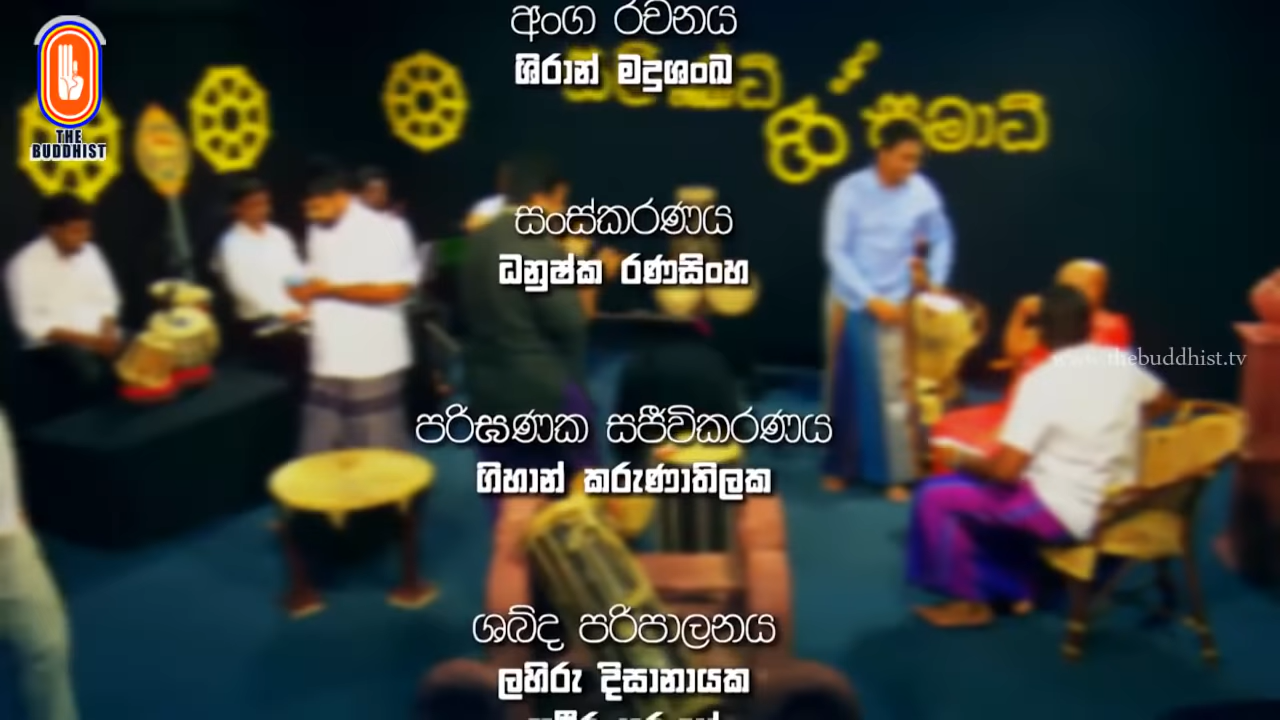 අංග රචනය
ශිරාන් මදුශංඛ
සමාධි
THE
BUDDHIST
සංස්කරණය
ධනුෂ්ක රණසිංහ
www.thebuddhist.tv
පරිඝණක සජීවිකරණය
ගිහාන් කරුණාතිලක
ශබ්ද පරිපාලනය
ලහිරු දිසානායක